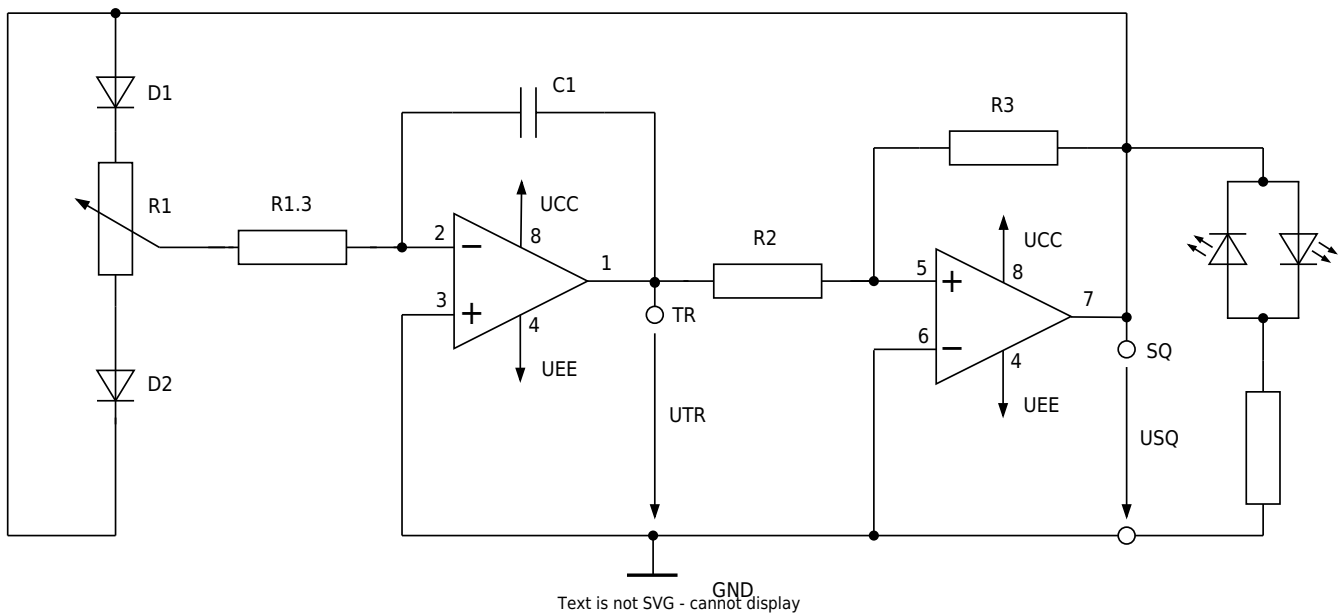 D1
C1
R3
R1
R1.3
UCC
2
8
−
1
R2
UCC
5
8
+
3
+
4
TR
7
6
−
4
SQ
UEE
D2
UEE
UTR
USQ
GND
Text is not SVG - cannot display